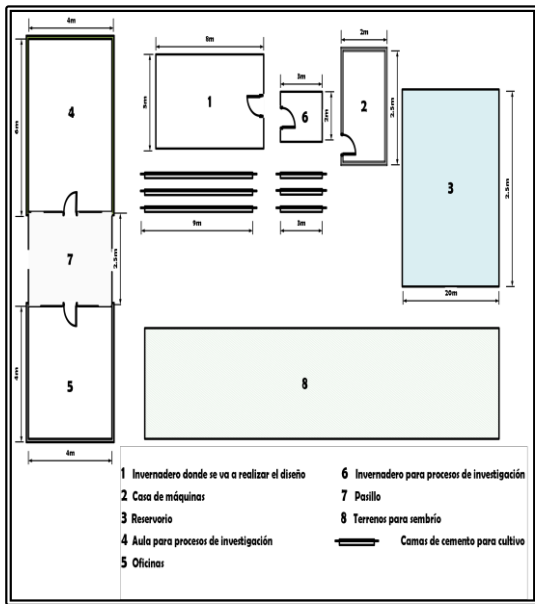 4m
8m
2m
3m
6m
4
5m
1
6
2m
2
2.5m
3
2.5m
9m
3m
7
2.5m
20m
4m
5
4m
8
1 Invernadero donde se va a realizar el diseño
2 Casa de máquinas
3 Reservorio
4 Aula para procesos de investigación
5 Oficinas
6 Invernadero para procesos de investigación
7 Pasillo
8 Terrenos para sembrío
Camas de cemento para cultivo